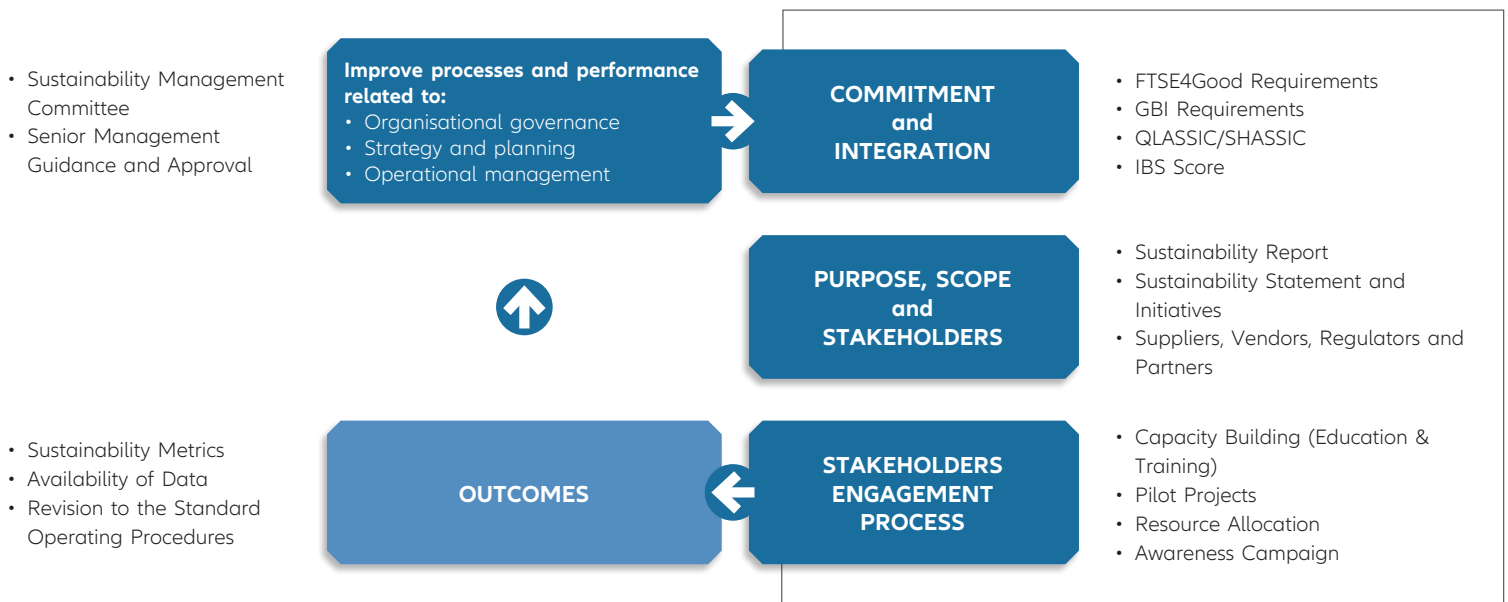 • Sustainability Management
Committee
• Senior Management
Guidance and Approval
Improve processes and performance
related to:
• Organisational governance
• Strategy and planning
• Operational management
COMMITMENT
and
INTEGRATION
• FTSE4Good Requirements
• GBI Requirements
• QLASSIC/SHASSIC
• IBS Score
PURPOSE, SCOPE
and
STAKEHOLDERS
• Sustainability Report
• Sustainability Statement and
Initiatives
• Suppliers, Vendors, Regulators and
Partners
• Sustainability Metrics
• Availability of Data
• Revision to the Standard
Operating Procedures
OUTCOMES
STAKEHOLDERS
ENGAGEMENT
PROCESS
• Capacity Building (Education &
Training)
• Pilot Projects
• Resource Allocation
• Awareness Campaign